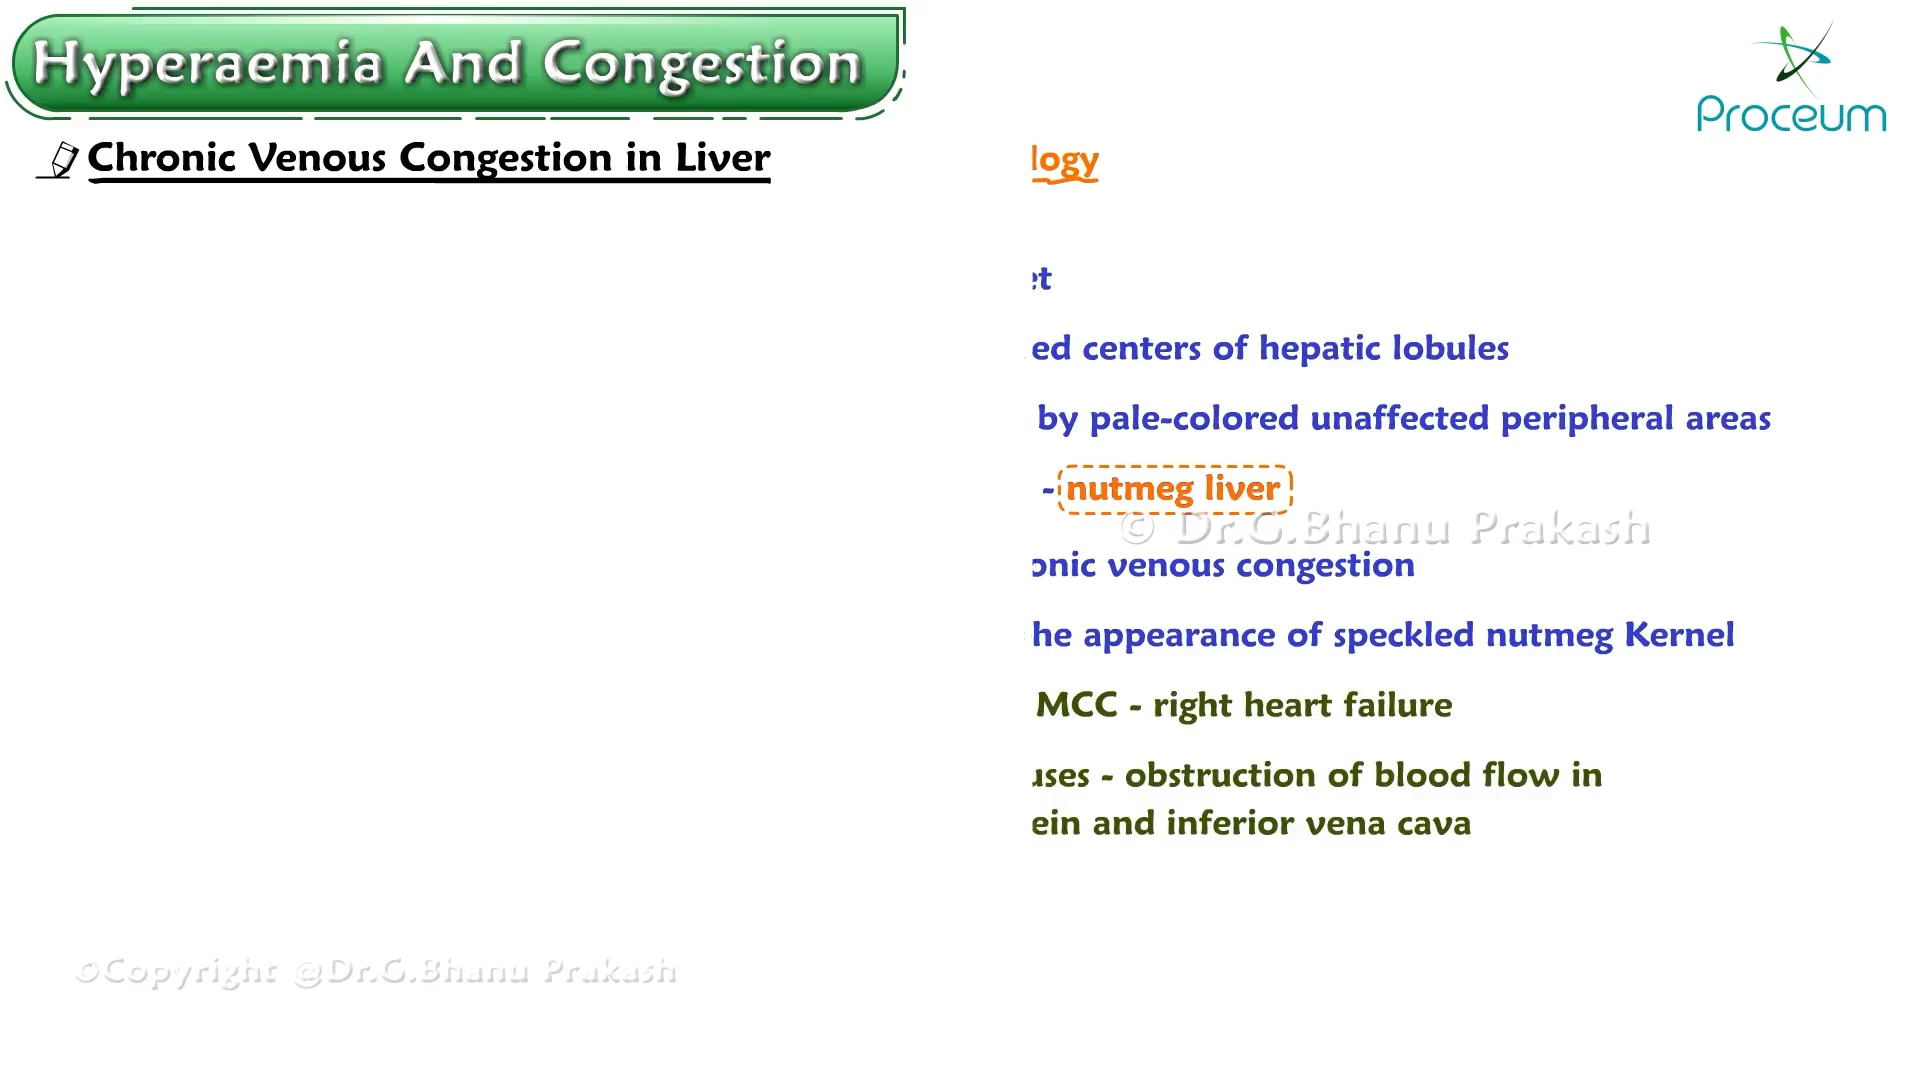 Hyperaemia And Congestion
Proceum
Chronic Venous Congestion in Liver
logy
ed centers of hepatic lobules
by pale-colored unaffected peripheral areas
- nutmeg liver
© Dr.G.Bhanu Prakash
onic venous congestion
he appearance of speckled nutmeg Kernel
MCC - right heart failure
uses - obstruction of blood flow in
ein and inferior vena cava
©Copyright @Dr.G.Bhanu Prakash